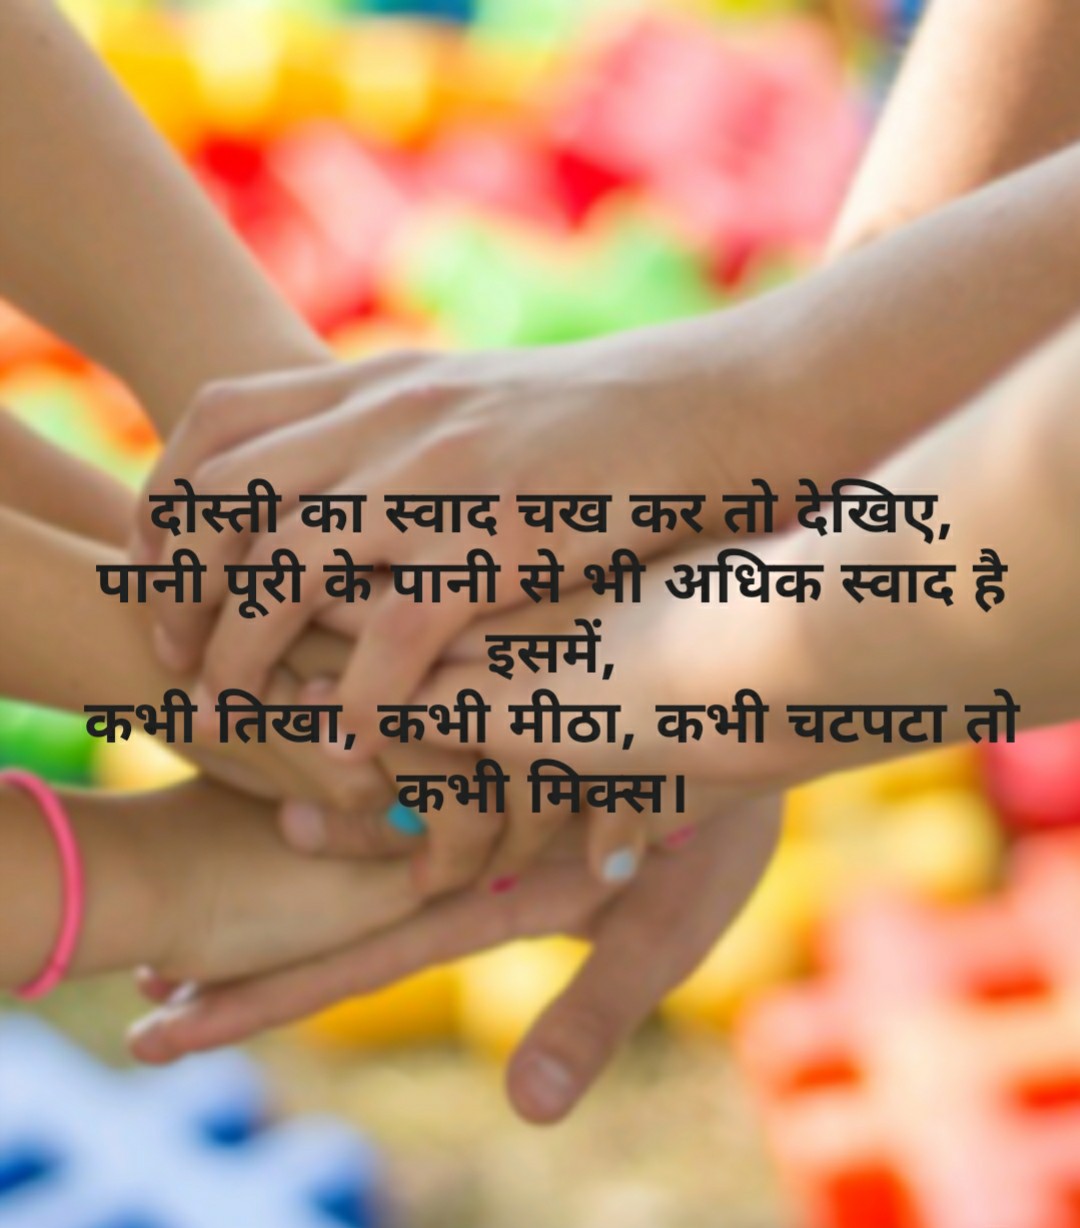 दोस्ती का स्वाद चख कर तो देखिए,
पानी पूरी के पानी से भी अधिक स्वाद है
इसमें,
कभी तिखा, कभी मीठा, कभी चटपटा तो
कभी मिक्स।